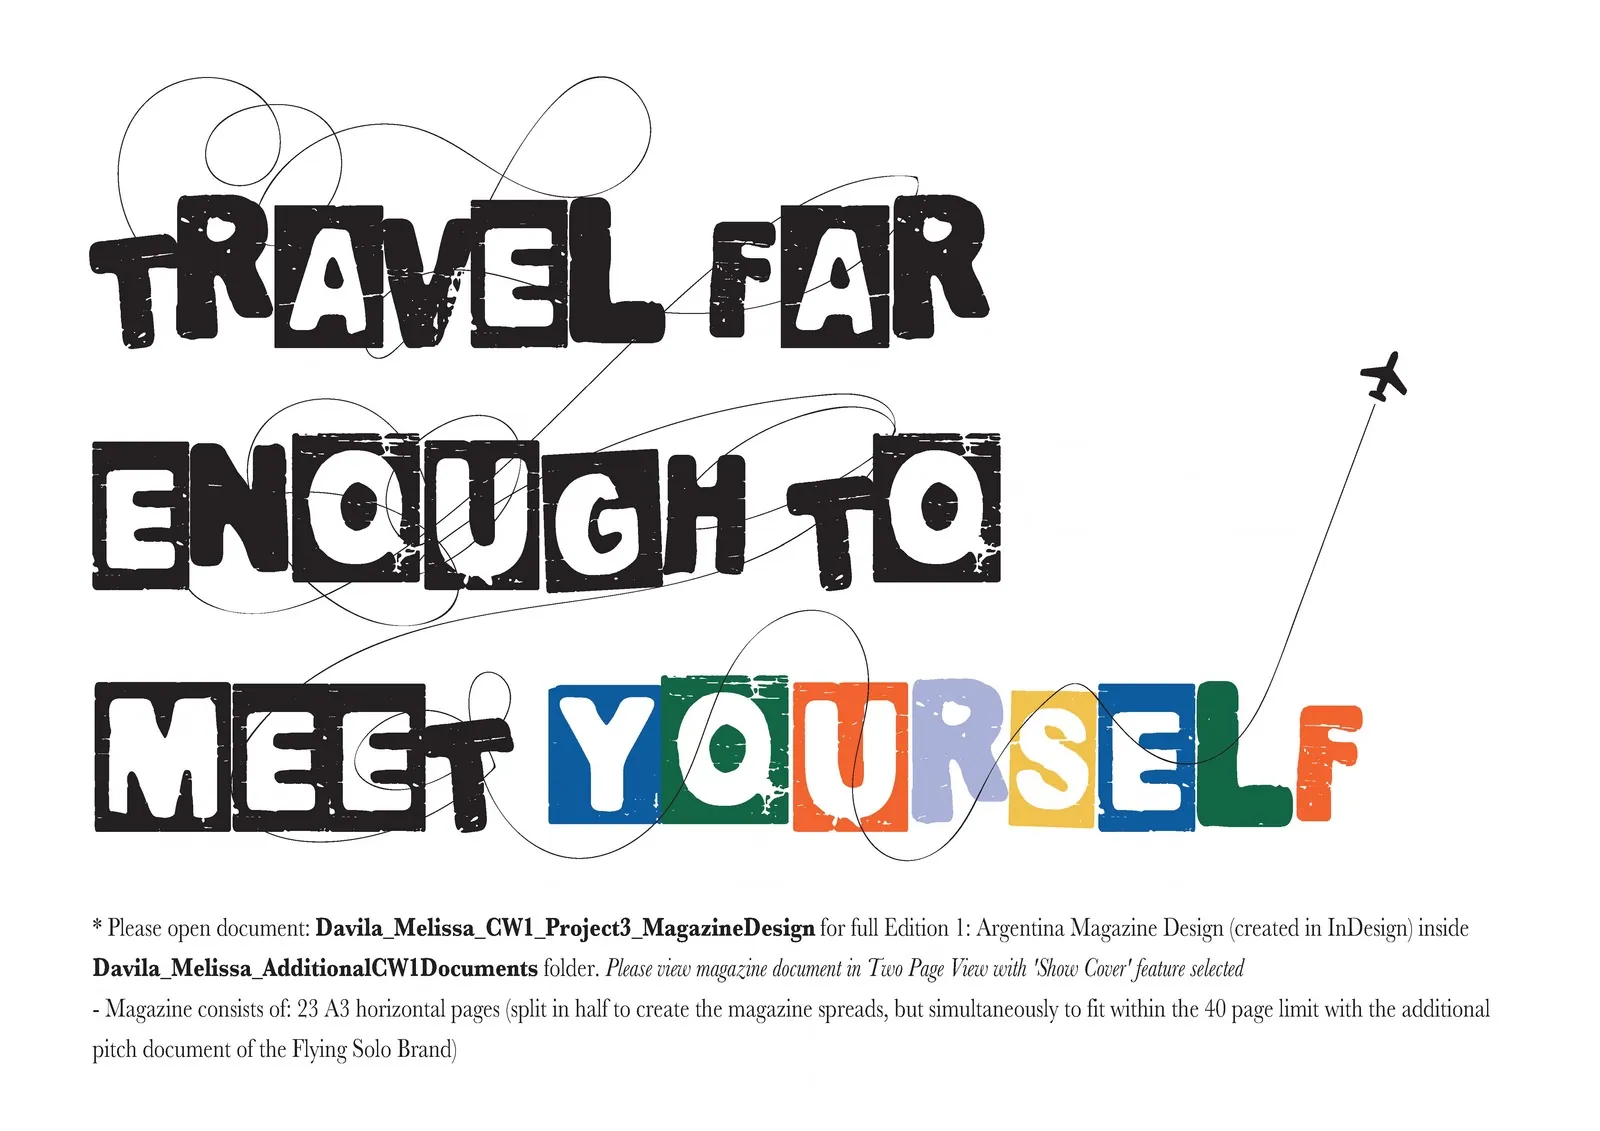 TRAVEL FAR
ENOUGH TO
MEET YOURSELF
* Please open document: Davila_Melissa_CW1_Project3_MagazineDesign for full Edition 1: Argentina Magazine Design (created in InDesign) inside
Davila_Melissa_AdditionalCW1Documents folder. Please view magazine document in Two Page View with 'Show Cover' feature selected
- Magazine consists of: 23 A3 horizontal pages (split in half to create the magazine spreads, but simultaneously to fit within the 40 page limit with the additional
pitch document of the Flying Solo Brand)